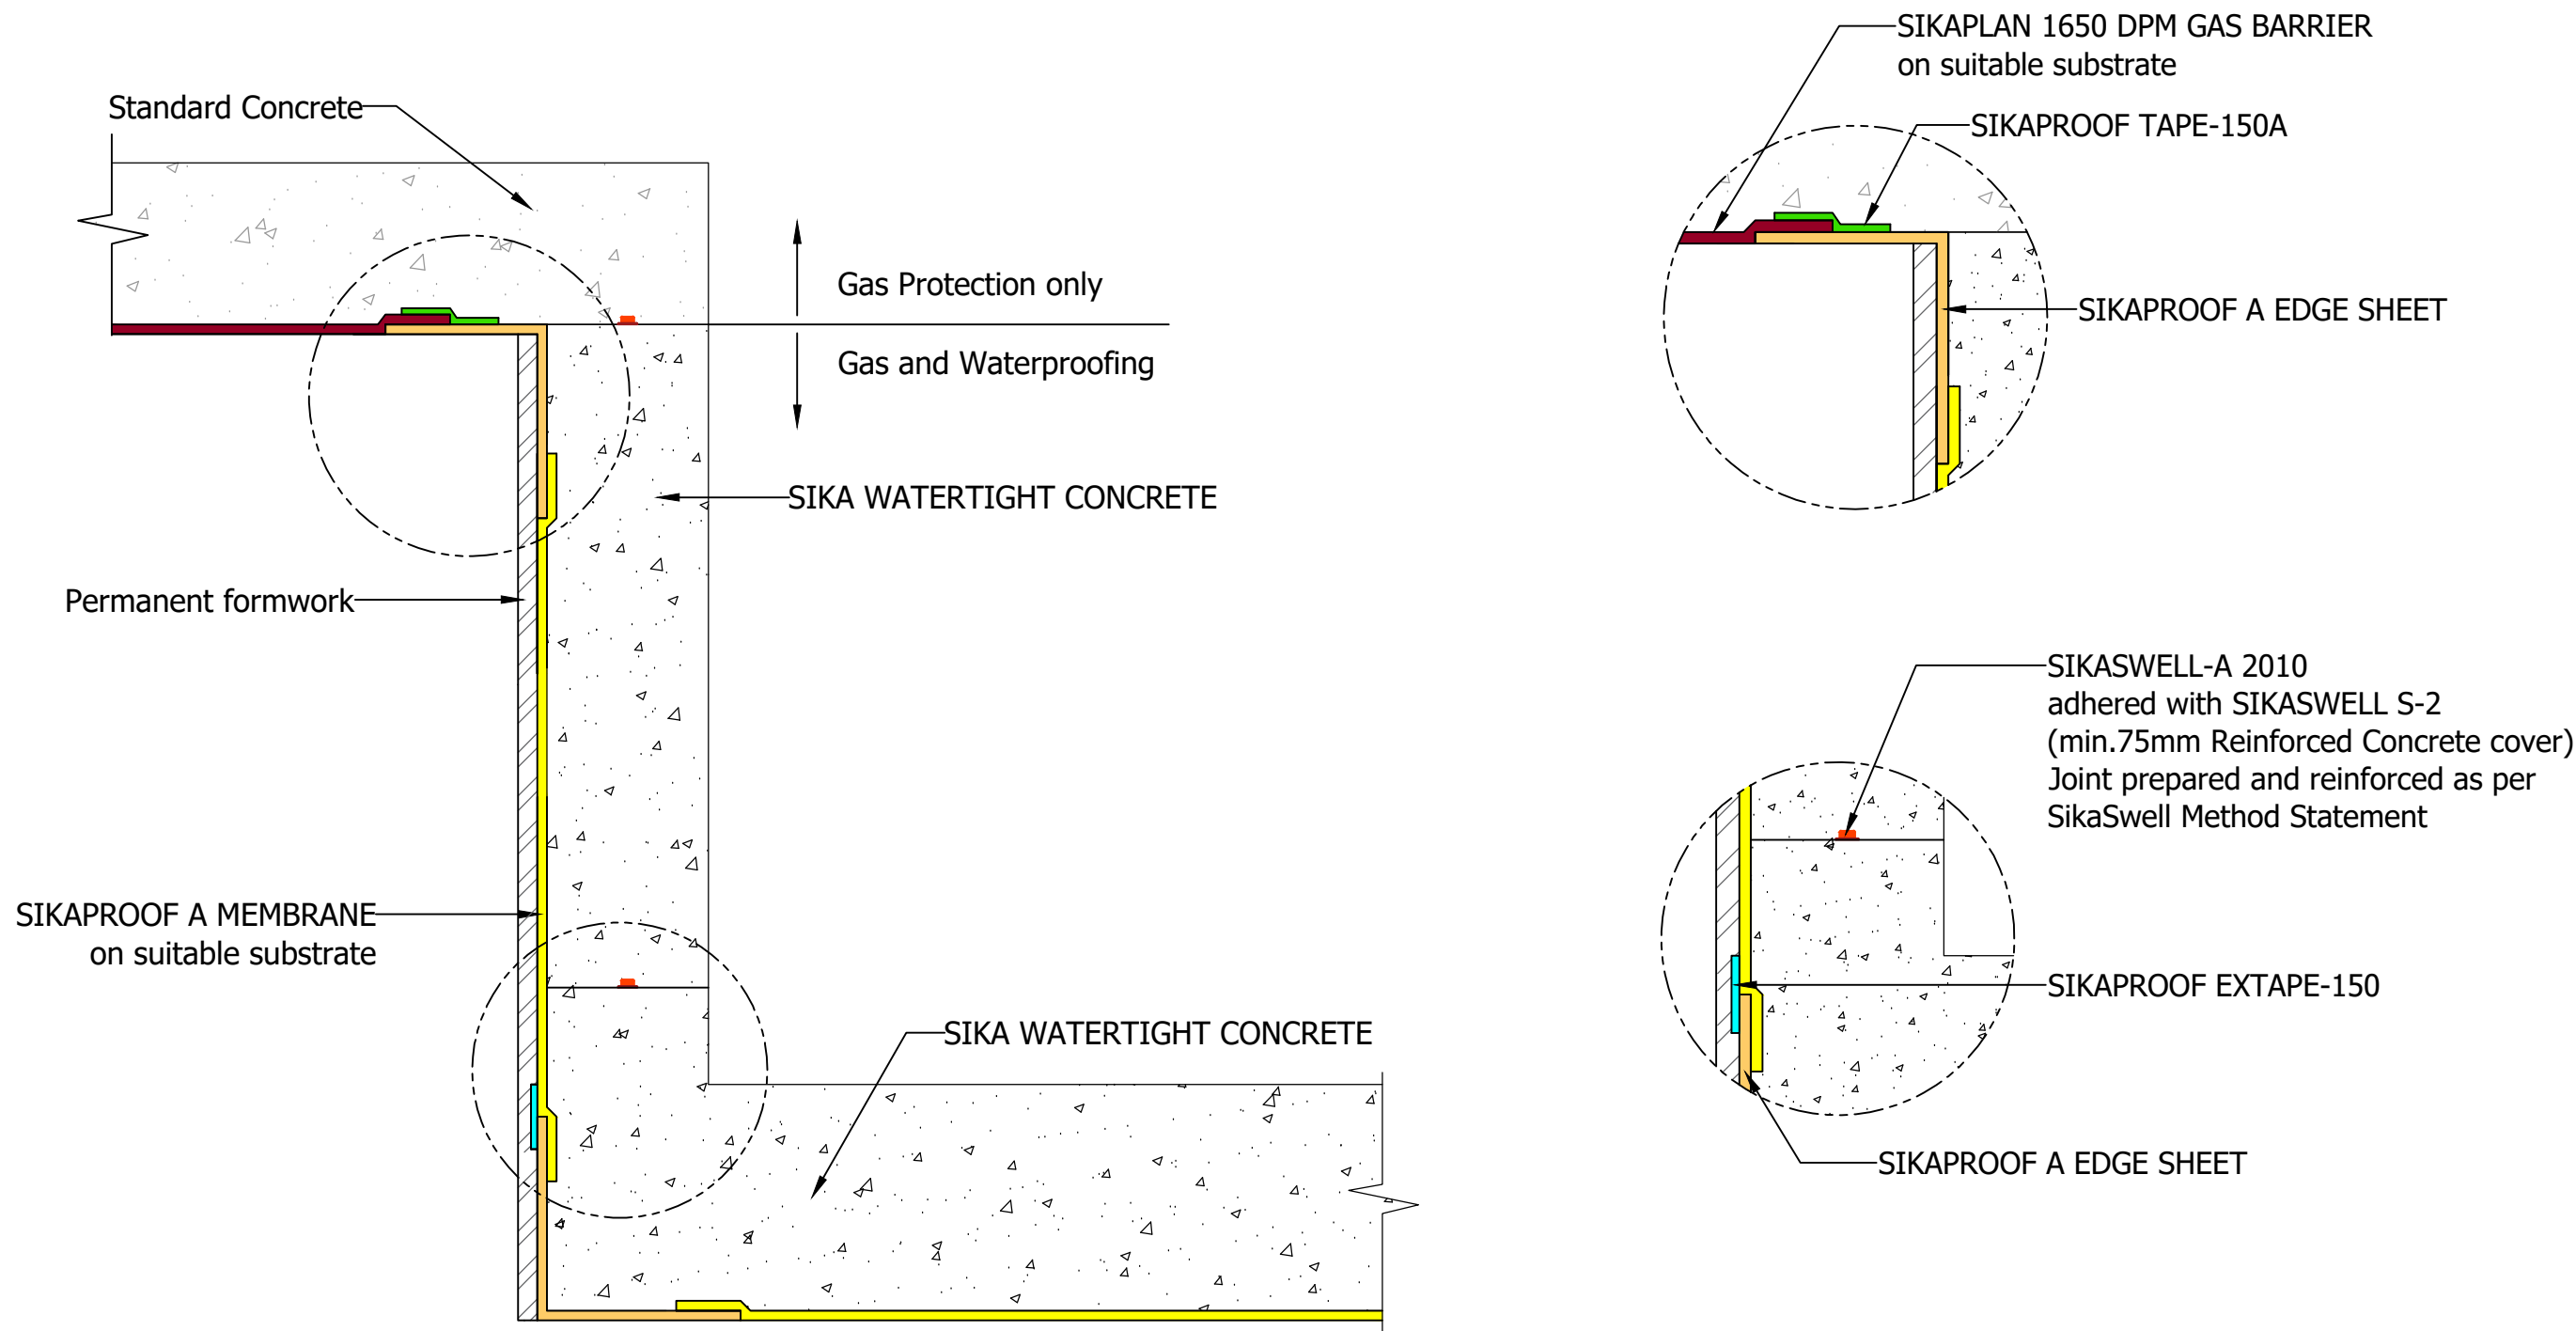 Standard Concrete
Gas Protection only
Gas and Waterproofing
SIKA WATERTIGHT CONCRETE
Permanent formwork
SIKAPROOF A MEMBRANE
on suitable substrate
SIKA WATERTIGHT CONCRETE
SIKAPLAN 1650 DPM GAS BARRIER
on suitable substrate
SIKAPROOF TAPE-150A
SIKAPROOF A EDGE SHEET
SIKASWELL-A 2010
adhered with SIKASWELL S-2
(min.75mm Reinforced Concrete cover)
Joint prepared and reinforced as per
SikaSwell Method Statement
SIKAPROOF EXTAPE-150
SIKAPROOF A EDGE SHEET